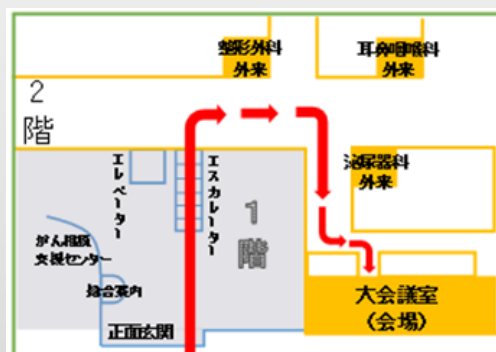 整形外科
外来
耳鼻咽喉科
外来
2
階
エレベーター
エスカレーター
泌尿器科
外来
1
階
がん相談
支援センター
総合案内
正面玄関
大会議室
(会場)